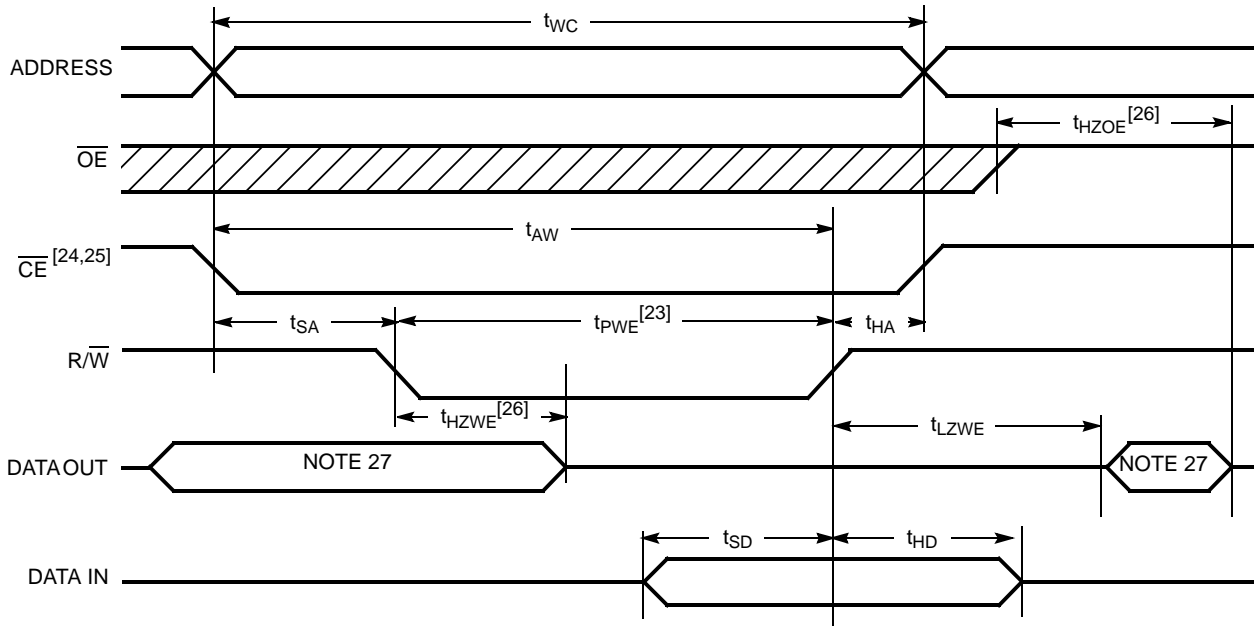 tWC
ADDRESS
tHZOE[26]
OE
tAW
CE [24,25]
tSA
tPWE[23]
tHA
R/W
tHZWE[26]
tLZWE
DATA OUT
NOTE 27
NOTE 27
tSD
tHD
DATA IN